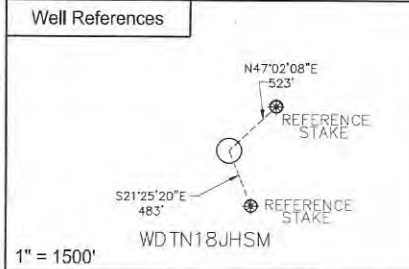 Well References
N47°02'08"E
523'
REFERENCE
STAKE
S21°25'20"E
483'
REFERENCE
STAKE
WDTN18JHSM
1" = 1500'